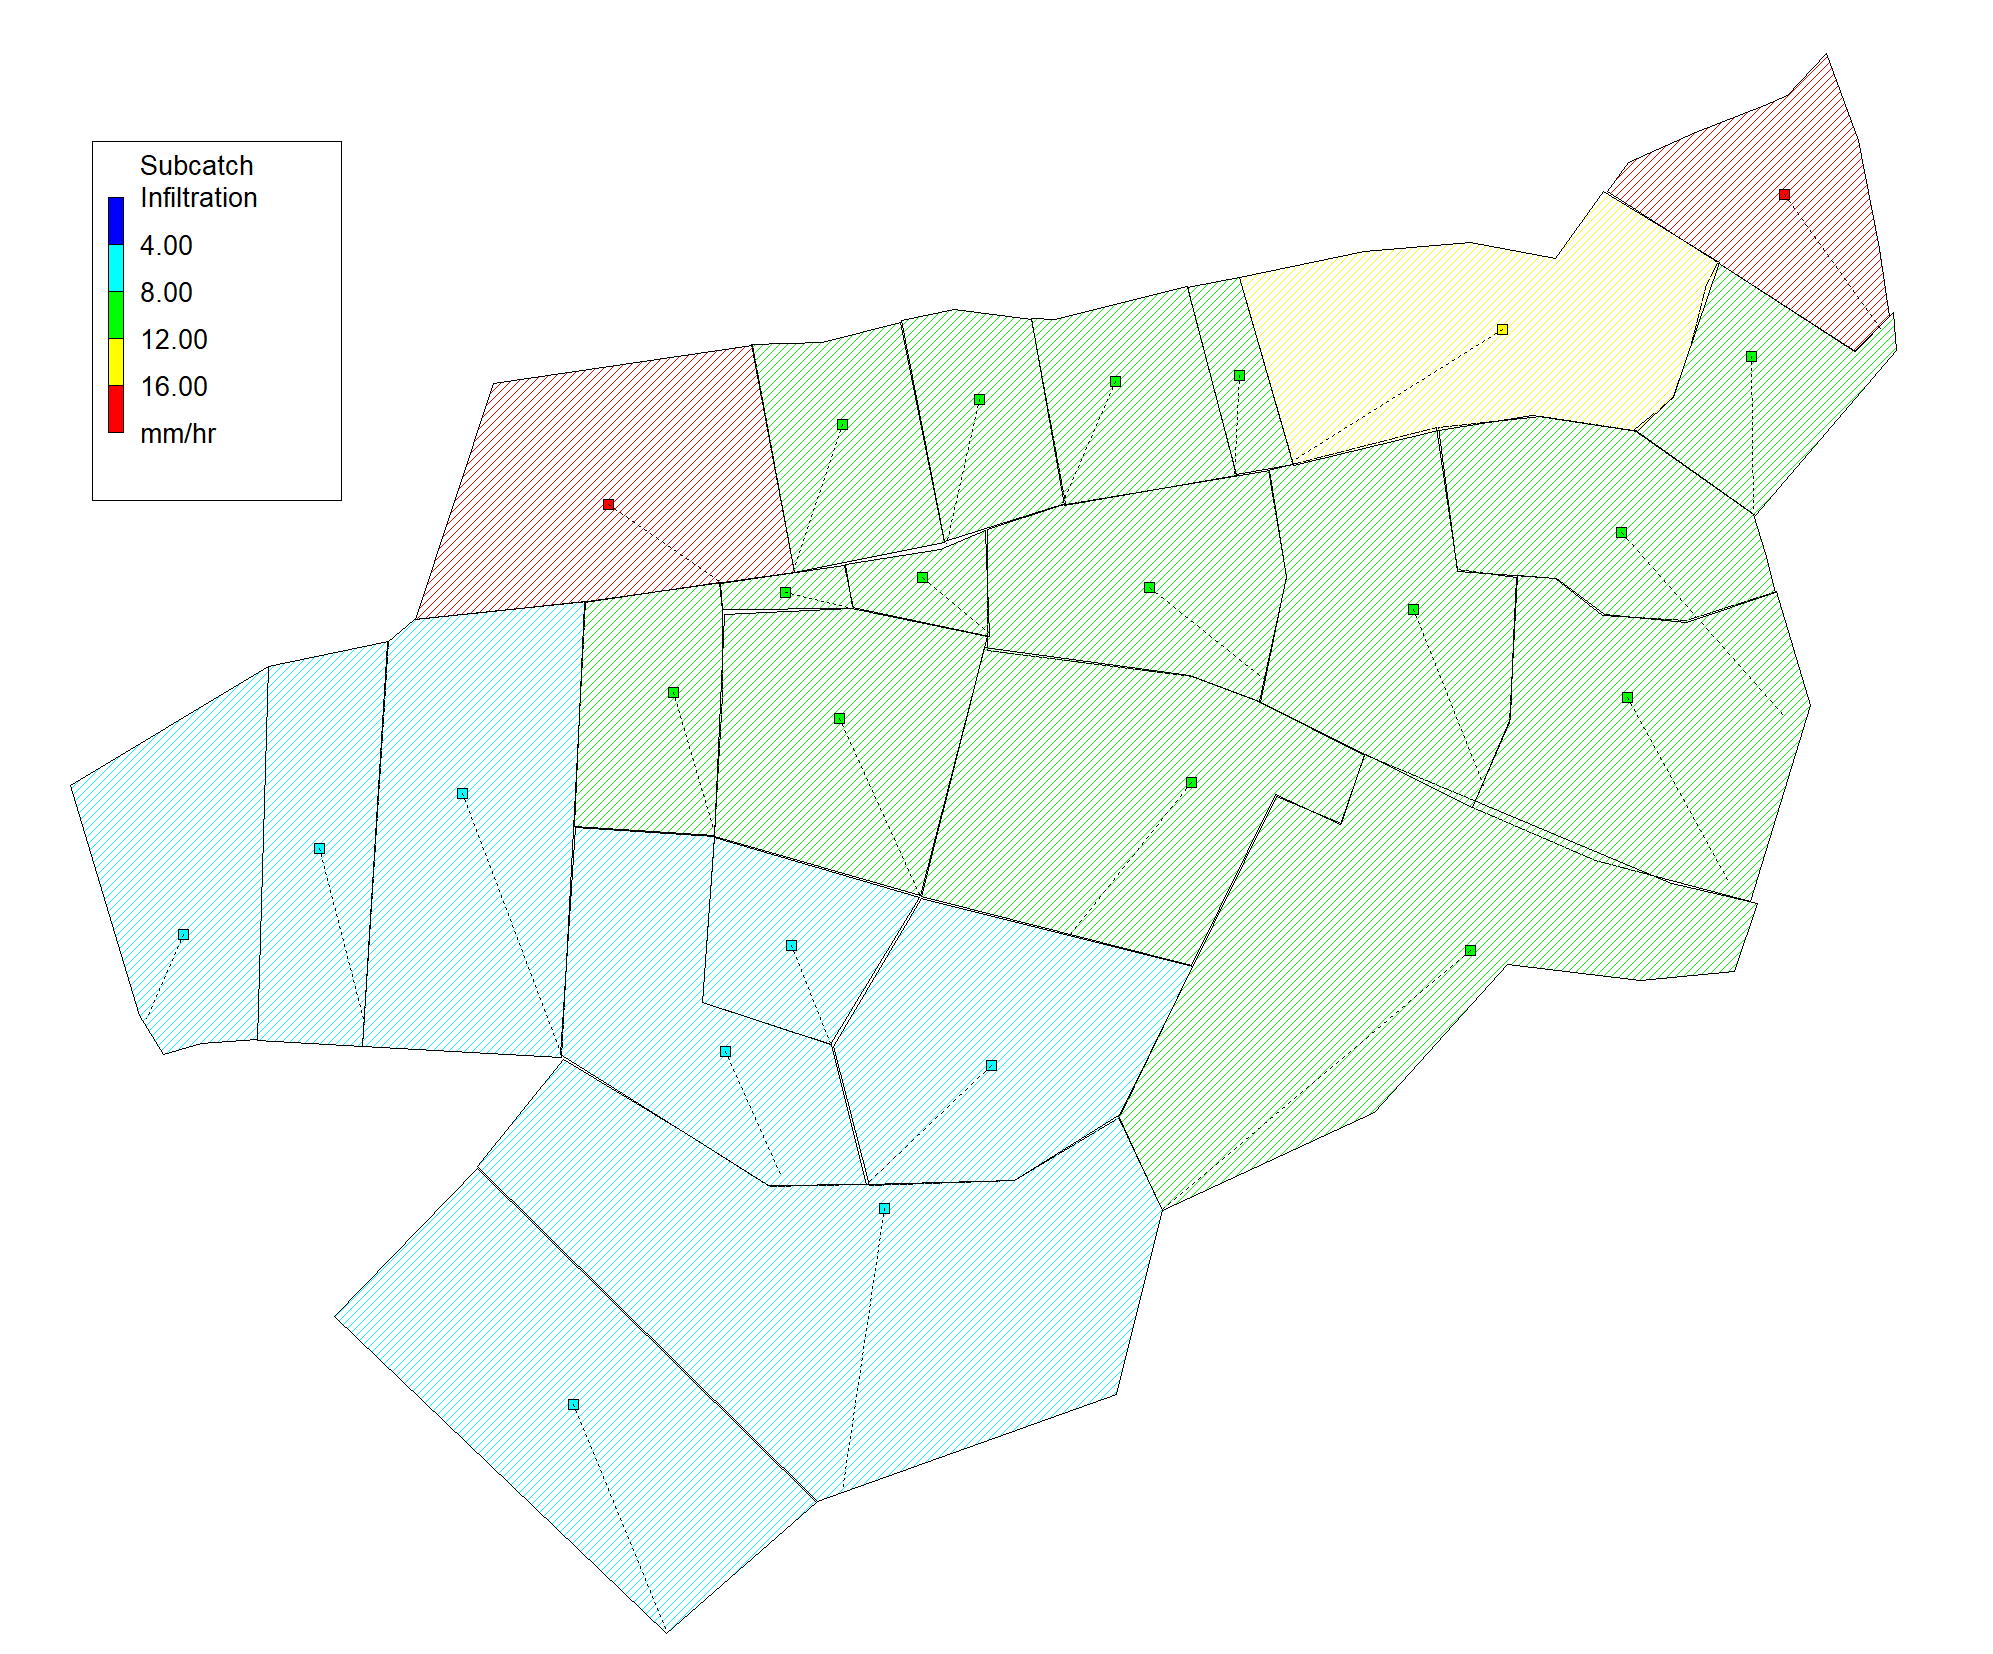 Subcatch
Infiltration
4.00
8.00
12.00
16.00
mm/hr